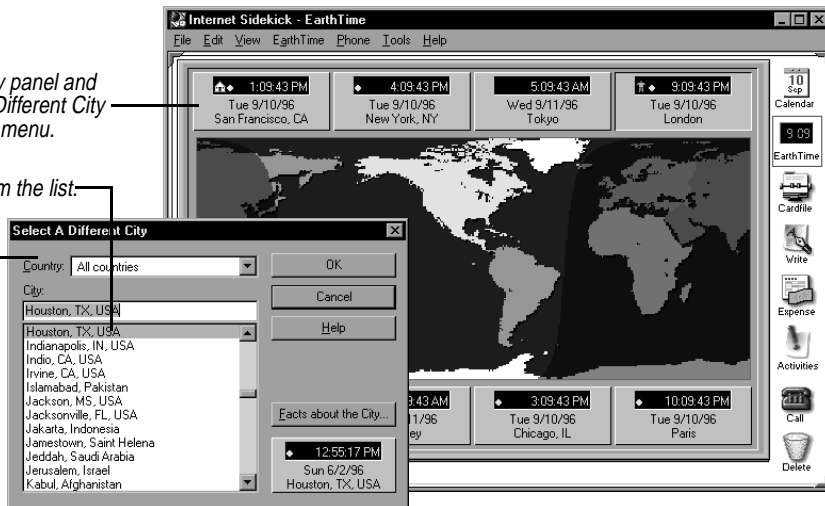 Internet Sidekick - EarthTime
File Edit View EarthTime Phone Tools Help
y panel and
Different City
menu.
m the list.
1:09:43 PM
Tue 9/10/96
San Francisco, CA
4:09:43 PM
Tue 9/10/96
New York, NY
5:09:43 AM
Wed 9/11/96
Tokyo
9:09:43 PM
Tue 9/10/96
London
10
Sep
Calendar
9 09
EarthTime
Cardfile
Write
Expense
Activities
Call
Delete
Select A Different City
Country: All countries
City:
Houston, TX, USA
Houston, TX, USA
Indianapolis, IN, USA
Indio, CA, USA
Irvine, CA, USA
Islamabad, Pakistan
Jackson, MS, USA
Jacksonville, FL, USA
Jakarta, Indonesia
Jamestown, Saint Helena
Jeddah, Saudi Arabia
Jerusalem, Israel
Kabul, Afghanistan
OK
Cancel
Help
Facts about the City...
12:55:17 PM
Sun 6/2/96
Houston, TX, USA
9:43 AM
11/96
ey
3:09:43 PM
Tue 9/10/96
Chicago, IL
10:09:43 PM
Tue 9/10/96
Paris